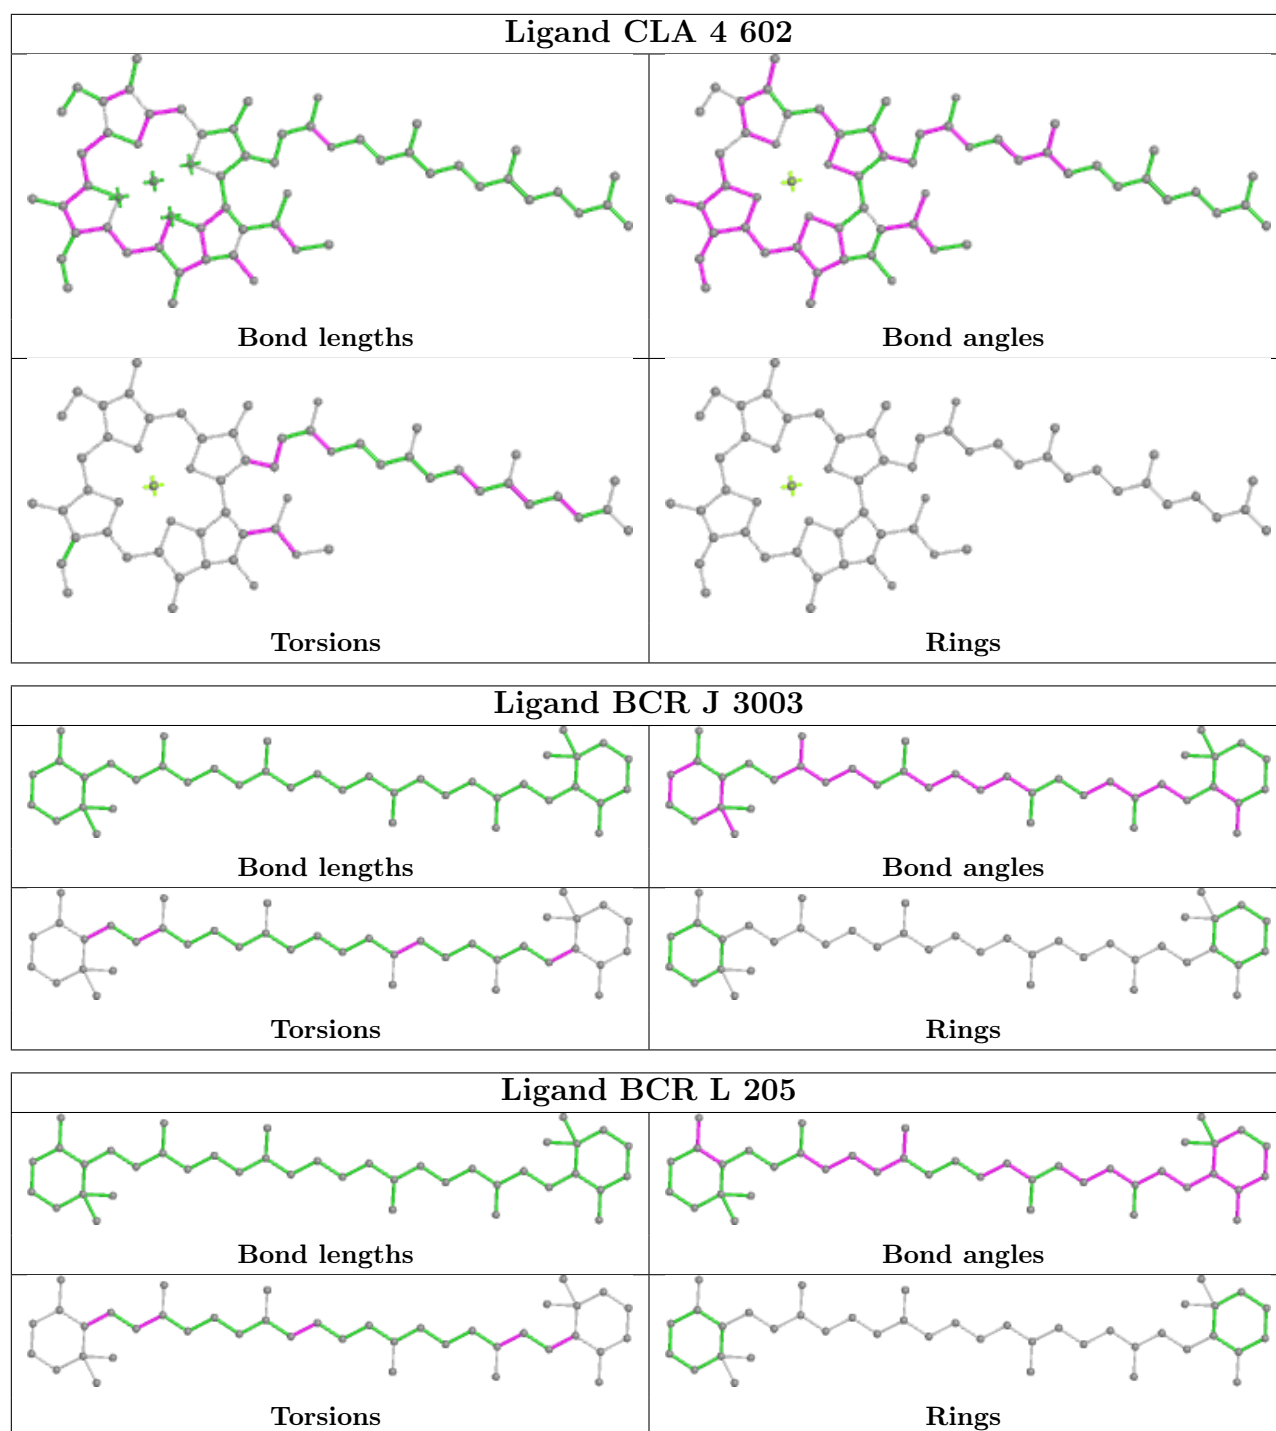 Ligand CLA 4 602
Bond lengths
Bond angles
Torsions
Rings
Ligand BCR J 3003
Bond lengths
Bond angles
Torsions
Rings
Ligand BCR L 205
Bond lengths
Bond angles
Torsions
Rings